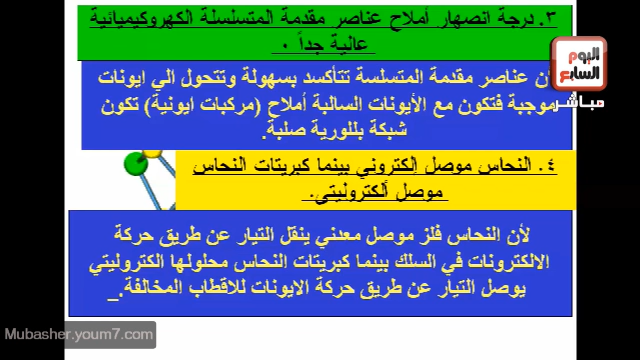 ٣. درجة انصهار أملاح عناصر مقدمة المتسلسلة الكهروكيميائية
عالية جداً ٠
اليوم
السابع
مباشر
أن عناصر مقدمة المتسلسة تتأكسد بسهولة وتتحول الي ايونات
موجبة فتكون مع الأيونات السالبة أملاح (مركبات ايونية) تكون
شبكة بللورية صلبة.
٤. النحاس موصل إلكتروني بينما كبريتات النحاس
موصل ألكتروليتي.
لأن النحاس فلز موصل معدني ينقل التيار عن طريق حركة
الالكترونات في السلك بينما كبريتات النحاس محلولها الكتروليتي
يوصل التيار عن طريق حركة الايونات للاقطاب المخالفة.
Mubasher.youm7.com